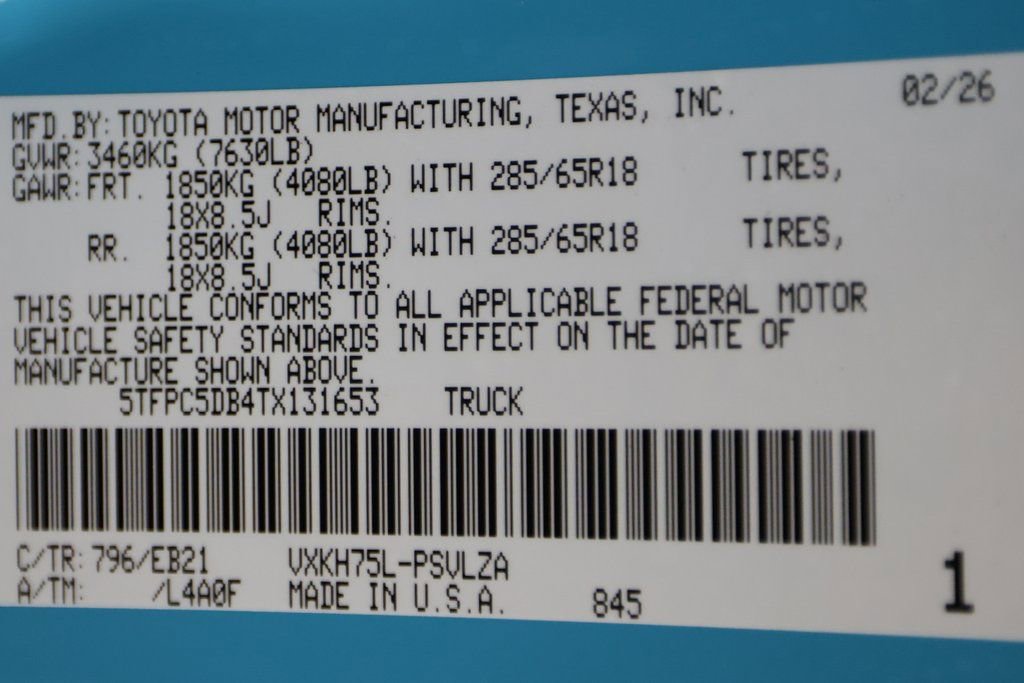 02/26
MFD.BY: TOYOTA MOTOR MANUFACTURING, TEXAS, INC.
GVWR: 3460KG (7630LB)
GAWR: FRT. 1850KG (4080LB) WITH 285/65R18 TIRES,
18X8.5J RIMS.
RR. 1850KG (4080LB) WITH 285/65R18 TIRES,
18X8.5J RIMS.
THIS VEHICLE CONFORMS TO ALL APPLICABLE FEDERAL MOTOR
VEHICLE SAFETY STANDARDS IN EFFECT ON THE DATE OF
MANUFACTURE SHOWN ABOVE.
5TFPC5DB4TX131653 TRUCK
C/TR: 796/EB21 VXKH75L-PSVLZA
A/TM: /L4A0F MADE IN U.S.A. 845
1